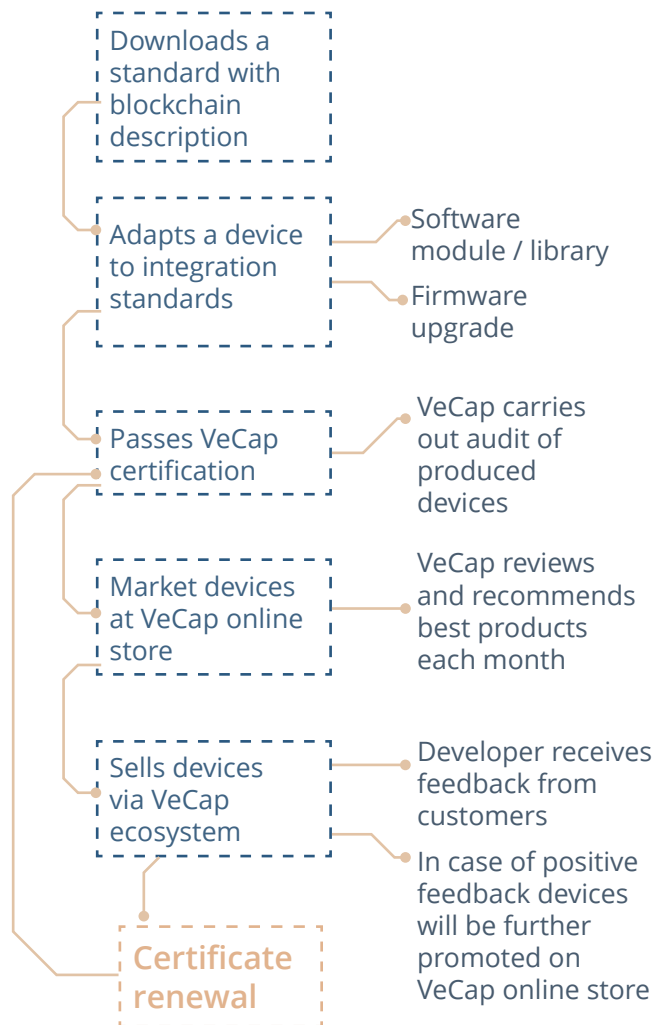 Downloads a
standard with
blockchain
description
Adapts a device
to integration
standards
Software
module / library
Firmware
upgrade
Passes VeCap
certification
VeCap carries
out audit of
produced
devices
Market devices
at VeCap online
store
VeCap reviews
and recommends
best products
each month
Sells devices
via VeCap
ecosystem
Developer receives
feedback from
customers
In case of positive
feedback devices
will be further
promoted on
VeCap online store
Certificate
renewal